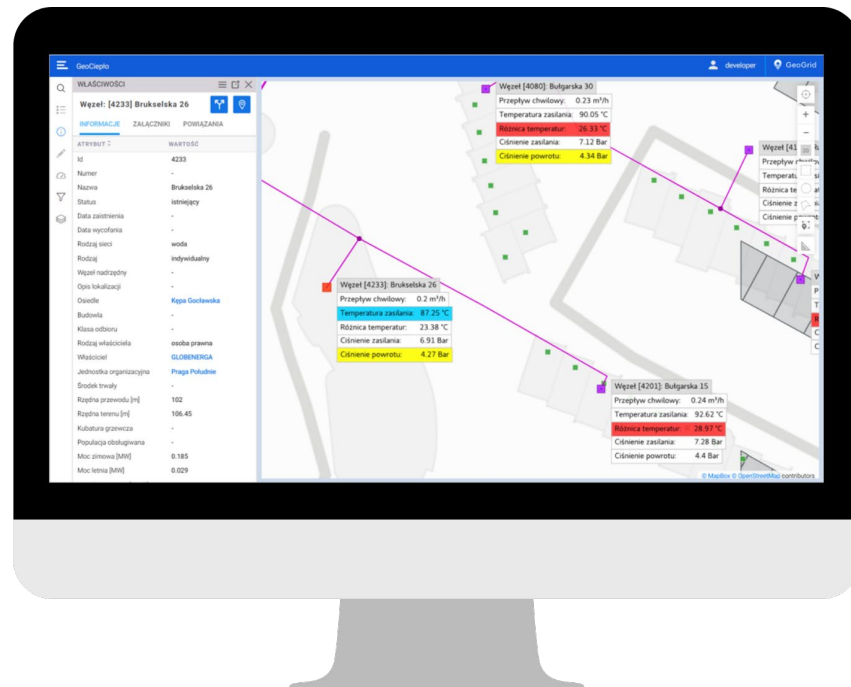 GeoCiepło
developer
GeoGrid
WŁAŚCIWOŚCI
Węzeł: [4233] Brukselska 26
INFORMACJE ZAŁĄCZNIKI POWIĄZANIA
ATRYBUT WARTOŚĆ
Id 4233
Numer -
Nazwa Brukselska 26
Status istniejący
Data zaistnienia -
Data wycofania -
Rodzaj sieci woda
Rodzaj indywidualny
Węzeł nadrzędny -
Opis lokalizacji -
Osiedle Kępa Gocławska
Budowla -
Klasa odbioru -
Rodzaj właściciela osoba prawna
Właściciel GLOBENERGA
Jednostka organizacyjna Praga Południe
Środek trwały -
Rzędna przewodu [m] 102
Rzędna terenu [m] 106.45
Kubatura grzewcza -
Populacja obsługiwana -
Moc zimowa [MW] 0.185
Moc letnia [MW] 0.029
Węzeł [4080]: Bułgarska 30
Przepływ chwilowy: 0.23 m³/h
Temperatura zasilania: 90.05 °C
Różnica temperatur: 26.33 °C
Ciśnienie zasilania: 7.12 Bar
Ciśnienie powrotu: 4.34 Bar
Węzeł [4233]: Brukselska 26
Przepływ chwilowy: 0.2 m³/h
Temperatura zasilania: 87.25 °C
Różnica temperatur: 23.38 °C
Ciśnienie zasilania: 6.91 Bar
Ciśnienie powrotu: 4.27 Bar
Węzeł [4201]: Bułgarska 15
Przepływ chwilowy: 0.24 m³/h
Temperatura zasilania: 92.62 °C
Różnica temperatur: 28.97 °C
Ciśnienie zasilania: 7.28 Bar
Ciśnienie powrotu: 4.4 Bar
Węzeł
Przepływ
Różnica
Ciśnienie
Ciśnienie
© MapBox © OpenStreetMap contributors